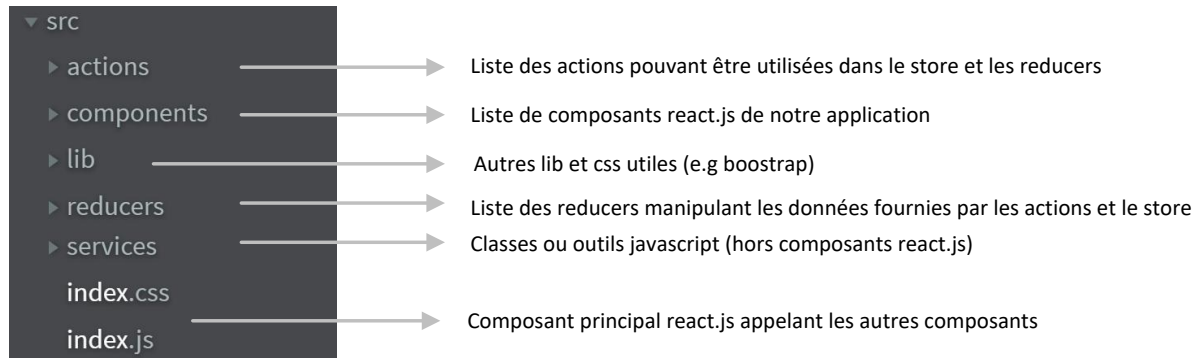 src
actions
Liste des actions pouvant être utilisées dans le store et les reducers
components
Liste de composants react.js de notre application
lib
Autres lib et css utiles (e.g boostrap)
reducers
Liste des reducers manipulant les données fournies par les actions et le store
services
Classes ou outils javascript (hors composants react.js)
index.css
index.js
Composant principal react.js appelant les autres composants